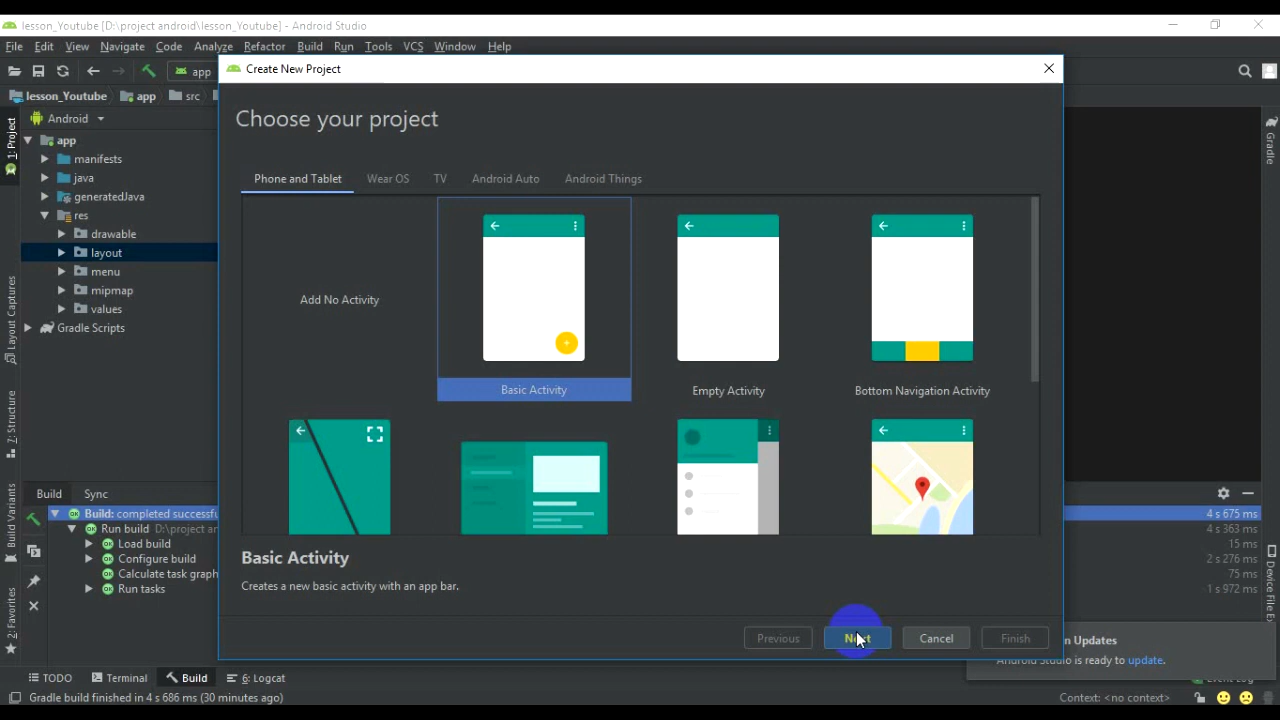 lesson_Youtube [D:\project android\lesson_Youtube] - Android Studio
File Edit View Navigate Code Analyze Refactor Build Run Tools VCS Window Help
app
lesson_Youtube app src
Create New Project
Choose your project
Phone and Tablet Wear OS TV Android Auto Android Things
Add No Activity
Basic Activity
Empty Activity
Bottom Navigation Activity
Basic Activity
Creates a new basic activity with an app bar.
Previous Next Cancel Finish
1: Project
Layout Captures
Z: Structure
Build Variants
2: Favorites
Android
app
manifests
java
generatedJava
res
drawable
layout
menu
mipmap
values
Gradle Scripts
Gradle
Build Sync
Build: completed successfu 4 s 675 ms
Run build D:\project ar 4 s 363 ms
Load build 15 ms
Configure build 2 s 276 ms
Calculate task graph 75 ms
Run tasks 1 s 972 ms
n Updates
Android Studio is ready to update.
TODO Terminal Build 6: Logcat Event Log
Gradle build finished in 4 s 686 ms (30 minutes ago) Context: <no context>